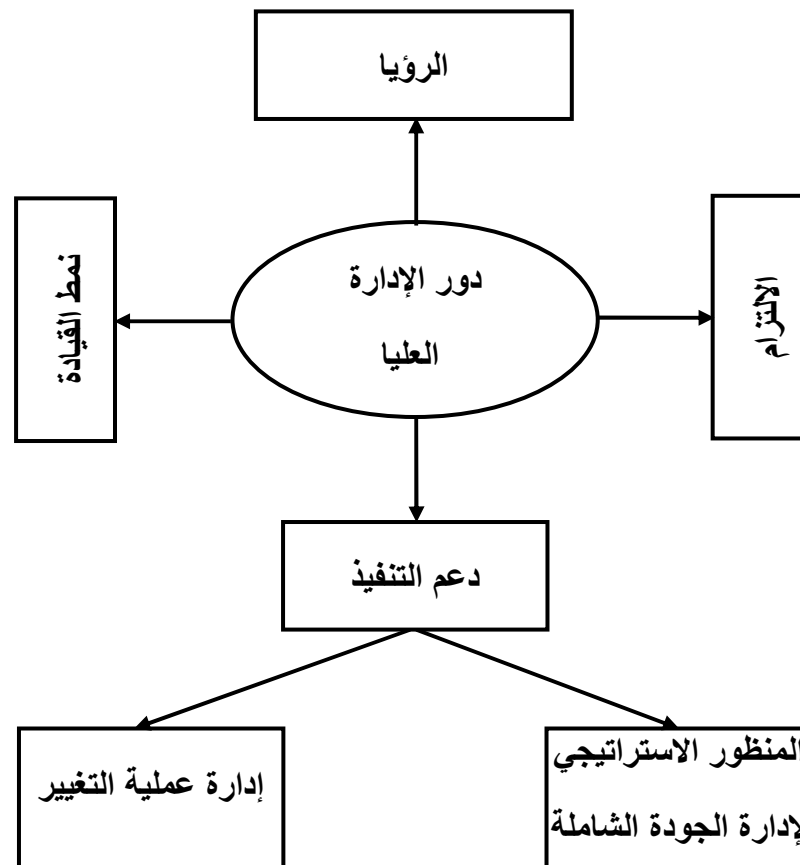 الرؤيا
دور الإدارة
العليا
الالتزام
نمط القيادة
دعم التنفيذ
المنظور الاستراتيجي
لإدارة الجودة الشاملة
إدارة عملية التغيير